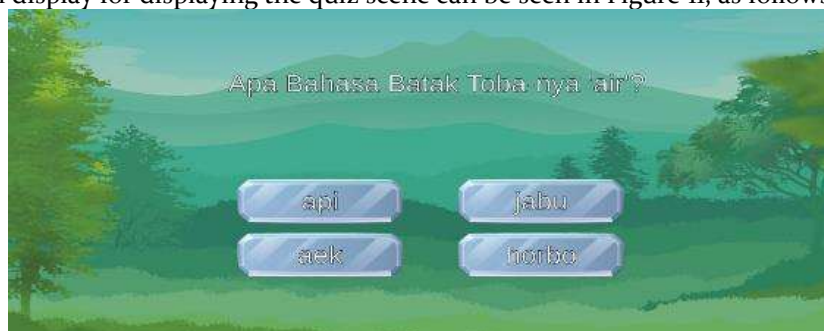 display for displaying the quiz scene can be seen in Figure 11, as follows
Apa Bahasa Batak Toba nya 'air'?
api
jabu
aek
horbo